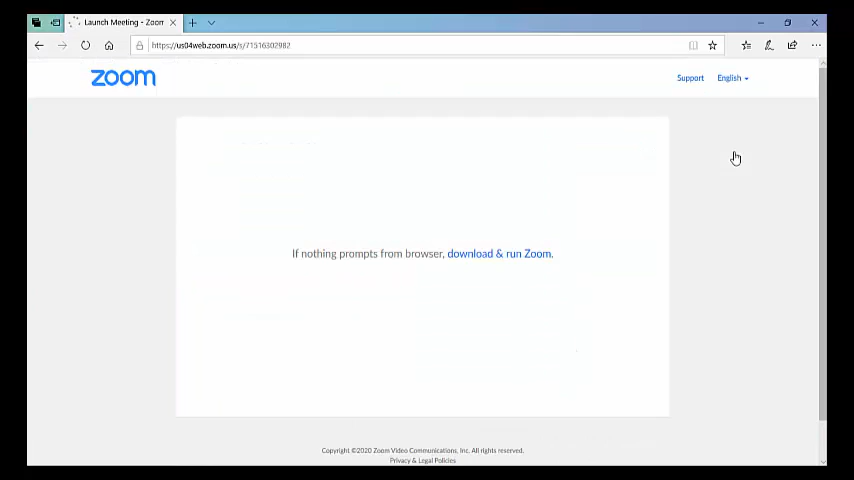 Launch Meeting - Zoom
https://us04web.zoom.us/s/71516302982
zoom
Support English
If nothing prompts from browser, download & run Zoom.
Copyright ©2020 Zoom Video Communications, Inc. All rights reserved.
Privacy & Legal Policies